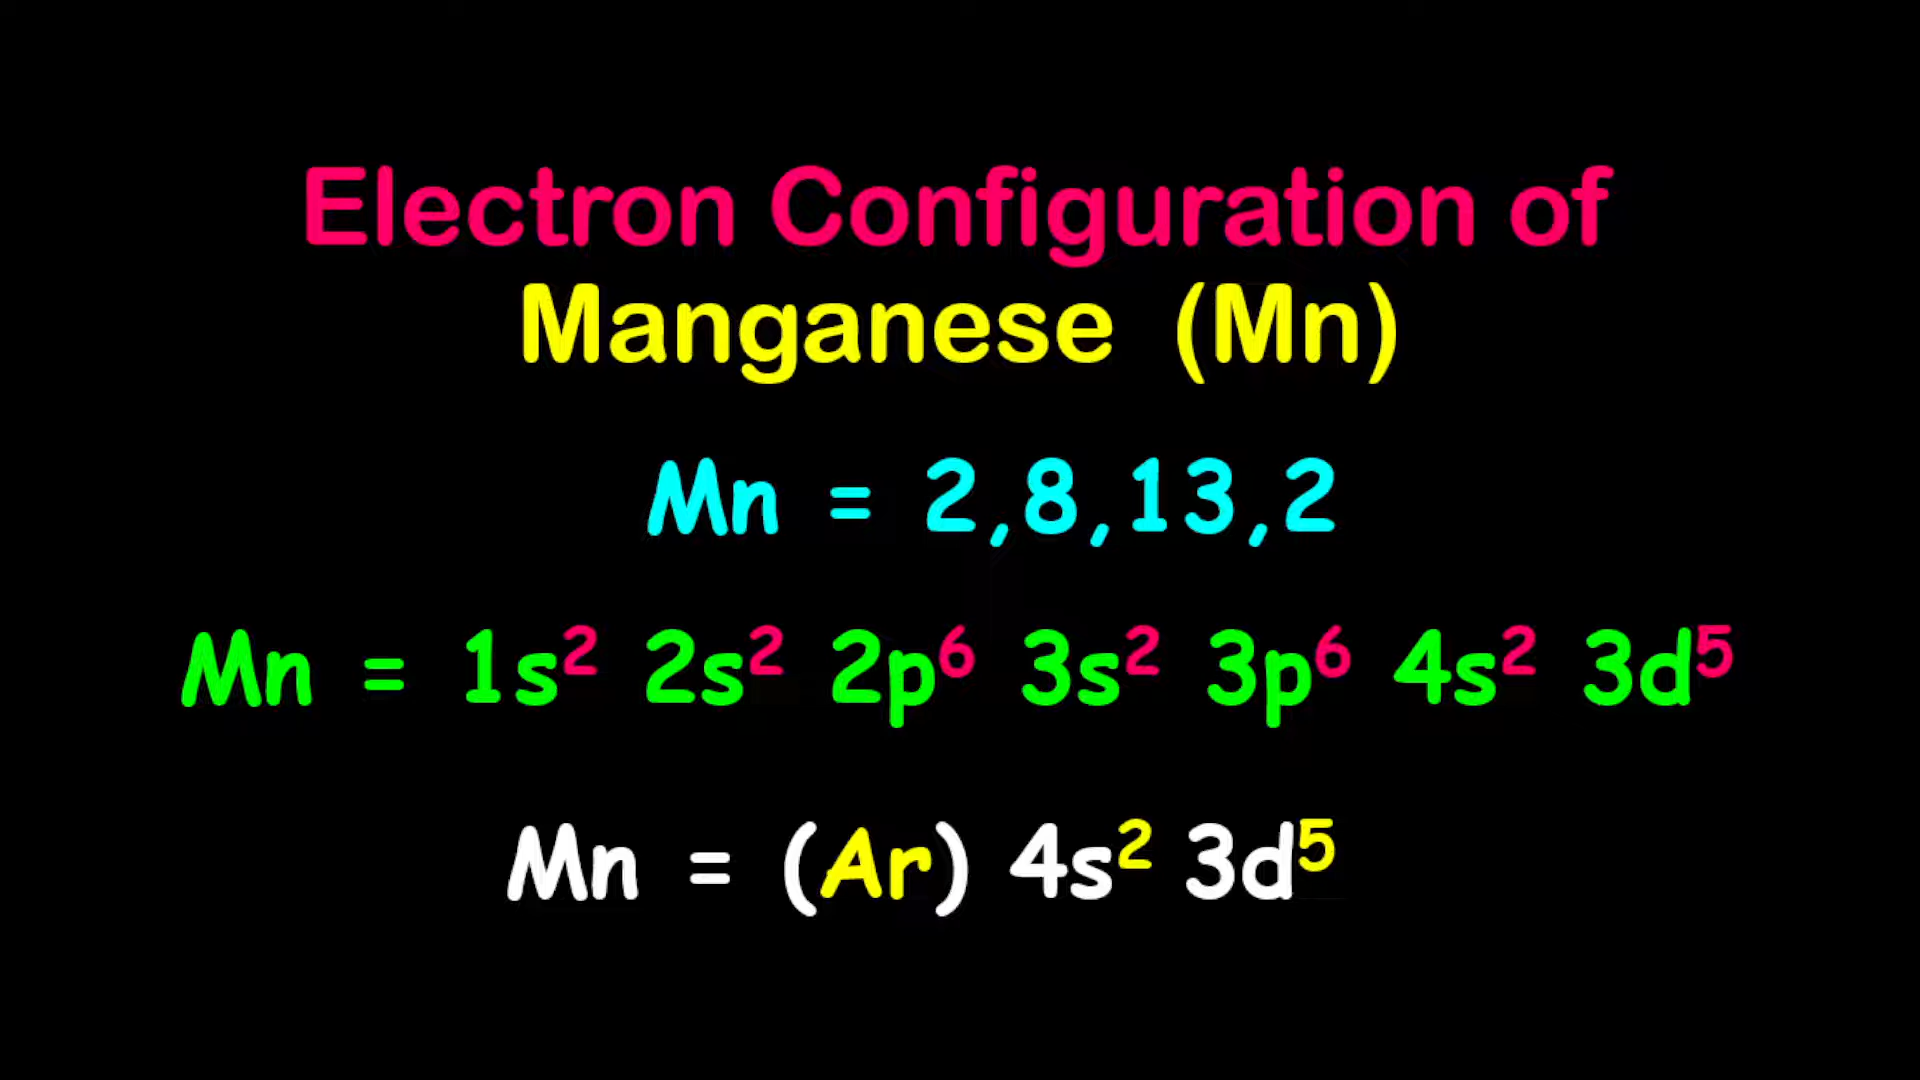 Electron Configuration of
Manganese (Mn)
Mn = 2,8,13,2
Mn = 1s² 2s² 2p⁶ 3s² 3p⁶ 4s² 3d⁵
Mn = (Ar) 4s² 3d⁵